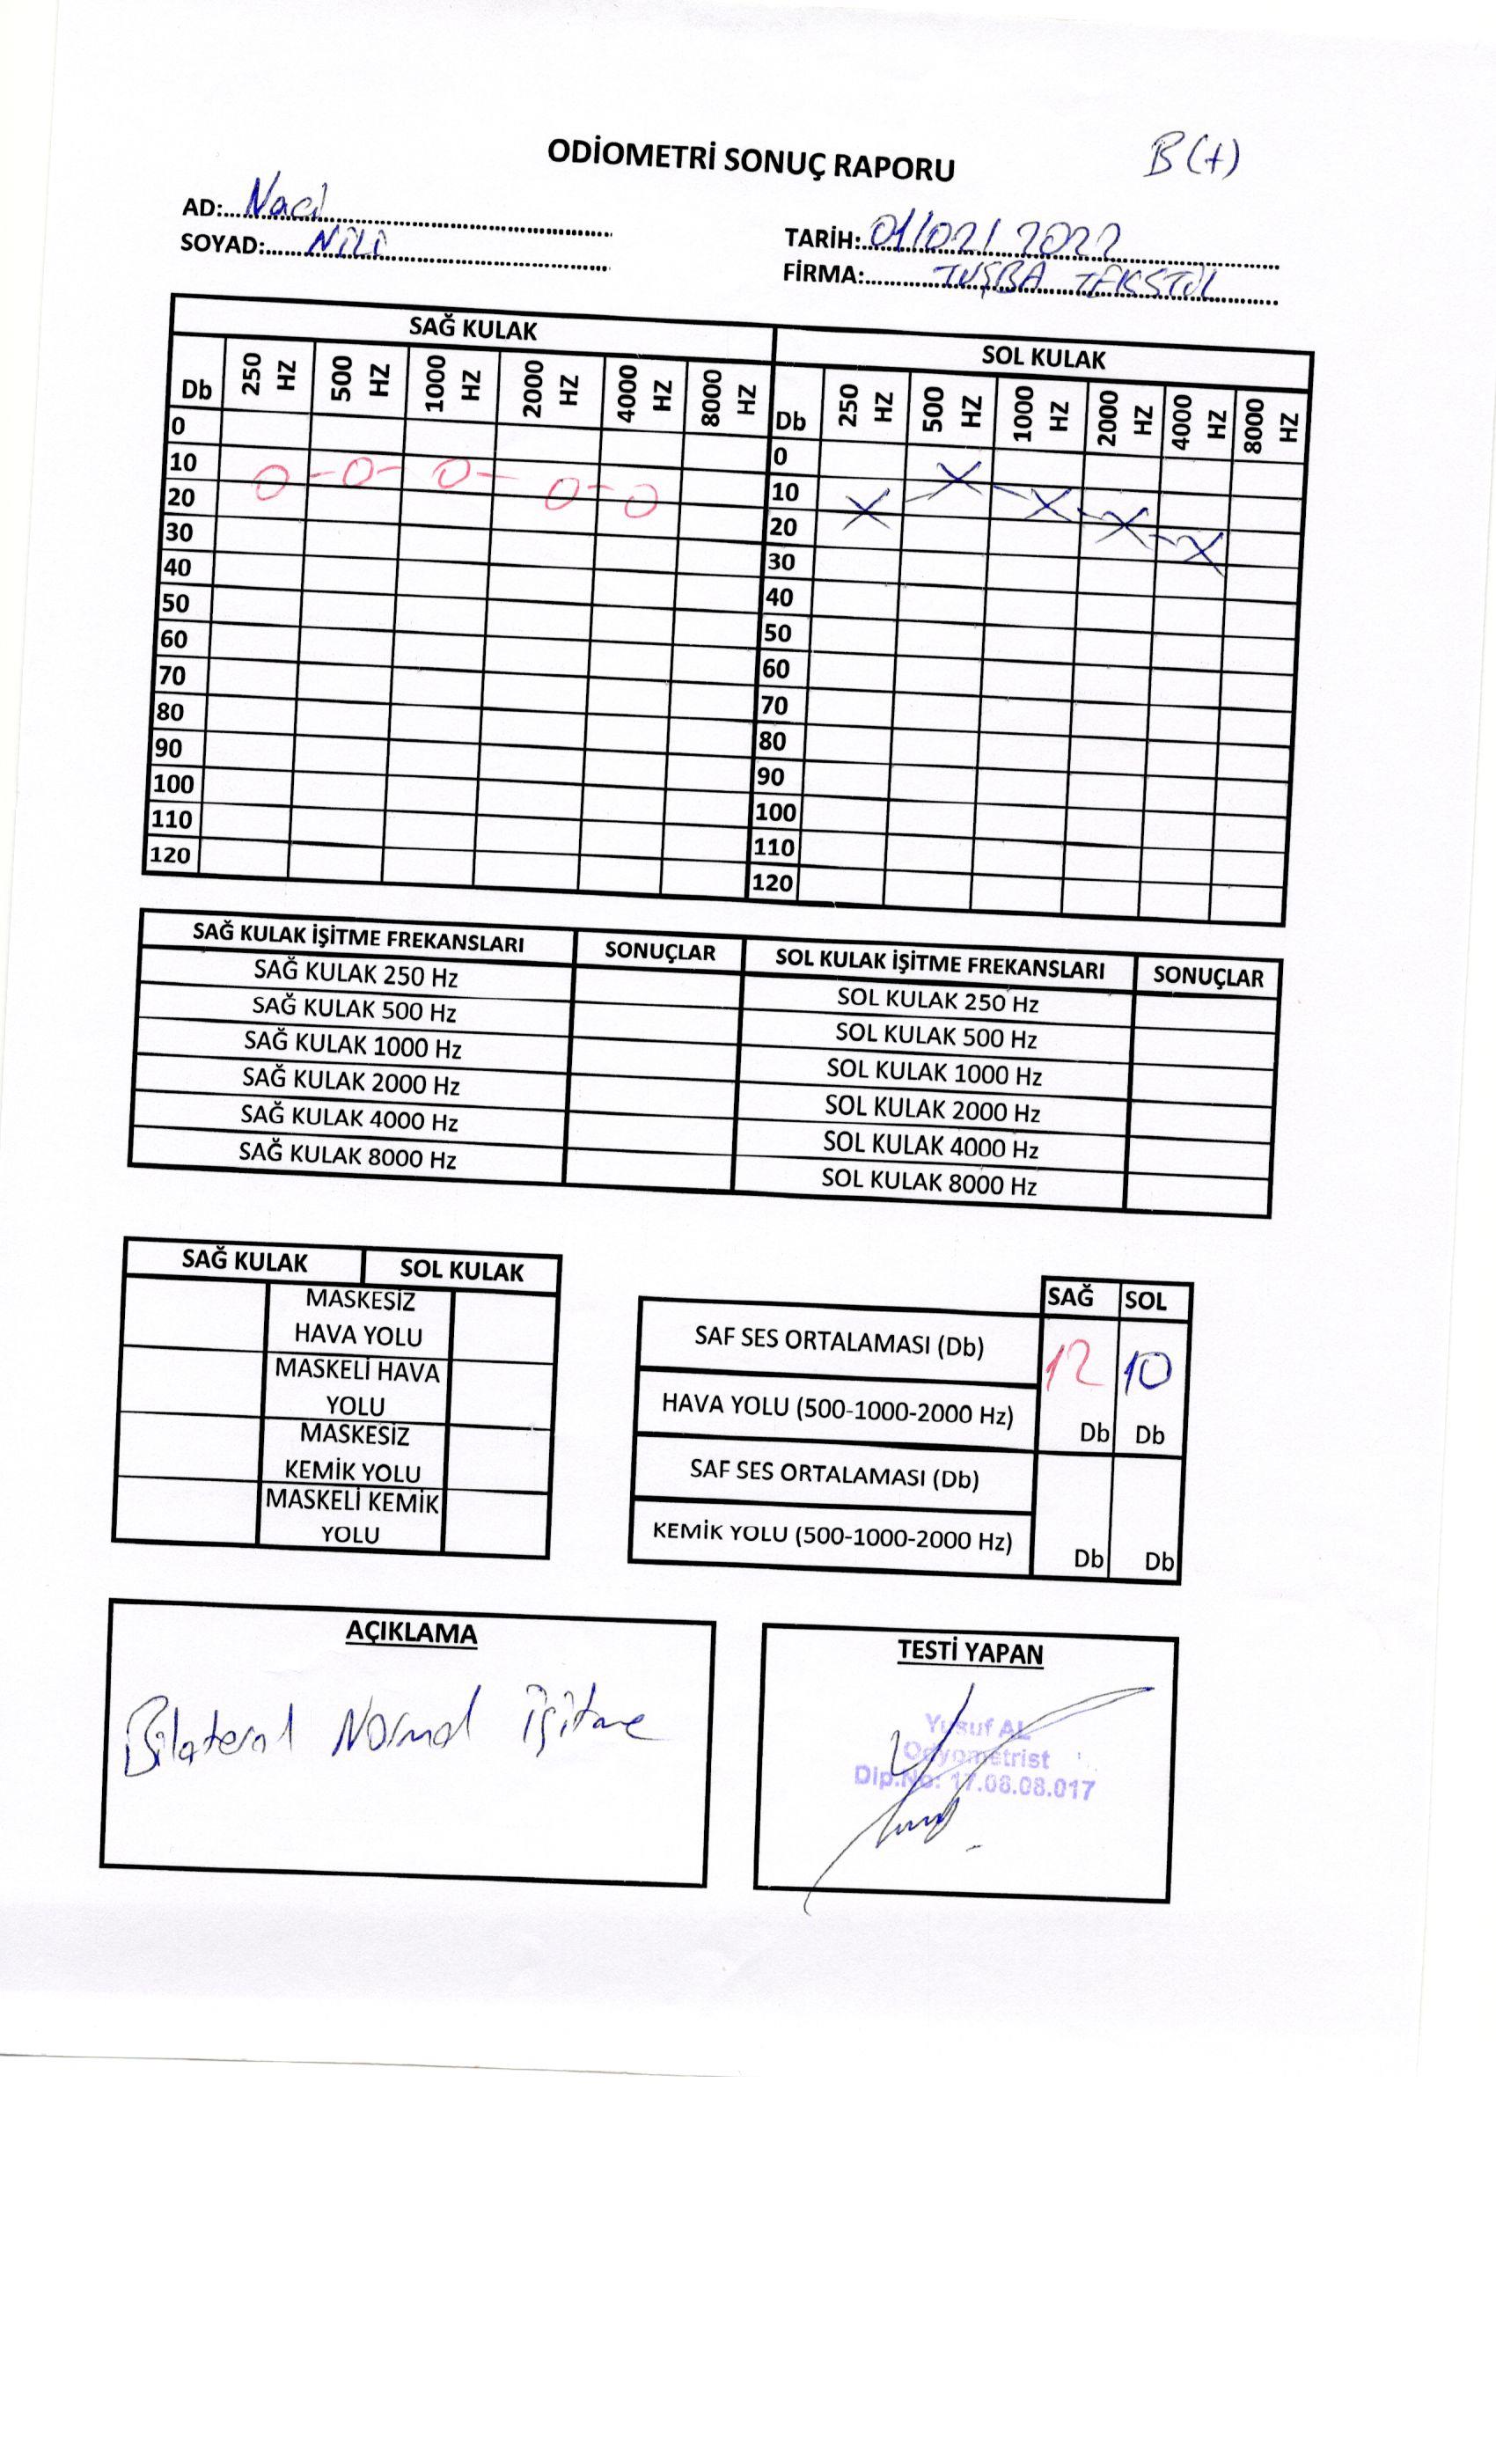 ODİOMETRİ SONUÇ RAPORU
B(+)
AD: Naci
SOYAD:
TARİH: 01/02/2022
FİRMA: TUŞBA TEKSTİL
SAĞ KULAK SOL KULAK
Db 250 HZ 500 HZ 1000 HZ 2000 HZ 4000 HZ 8000 HZ Db 250 HZ 500 HZ 1000 HZ 2000 HZ 4000 HZ 8000 HZ
0 0
10 10
20 20
30 30
40 40
50 50
60 60
70 70
80 80
90 90
100 100
110 110
120 120
SAĞ KULAK İŞİTME FREKANSLARI SONUÇLAR SOL KULAK İŞİTME FREKANSLARI SONUÇLAR
SAĞ KULAK 250 Hz SOL KULAK 250 Hz
SAĞ KULAK 500 Hz SOL KULAK 500 Hz
SAĞ KULAK 1000 Hz SOL KULAK 1000 Hz
SAĞ KULAK 2000 Hz SOL KULAK 2000 Hz
SAĞ KULAK 4000 Hz SOL KULAK 4000 Hz
SAĞ KULAK 8000 Hz SOL KULAK 8000 Hz
SAĞ KULAK SOL KULAK
MASKESİZ
HAVA YOLU
MASKELİ HAVA
YOLU
MASKESİZ
KEMİK YOLU
MASKELİ KEMİK
YOLU
SAĞ SOL
SAF SES ORTALAMASI (Db) 12 10
HAVA YOLU (500-1000-2000 Hz) Db Db
SAF SES ORTALAMASI (Db)
KEMİK YOLU (500-1000-2000 Hz) Db Db
AÇIKLAMA
Bilateral Normal işitme
TESTİ YAPAN
Yusuf AL
Odyometrist
Dip.No: 17.08.08.017